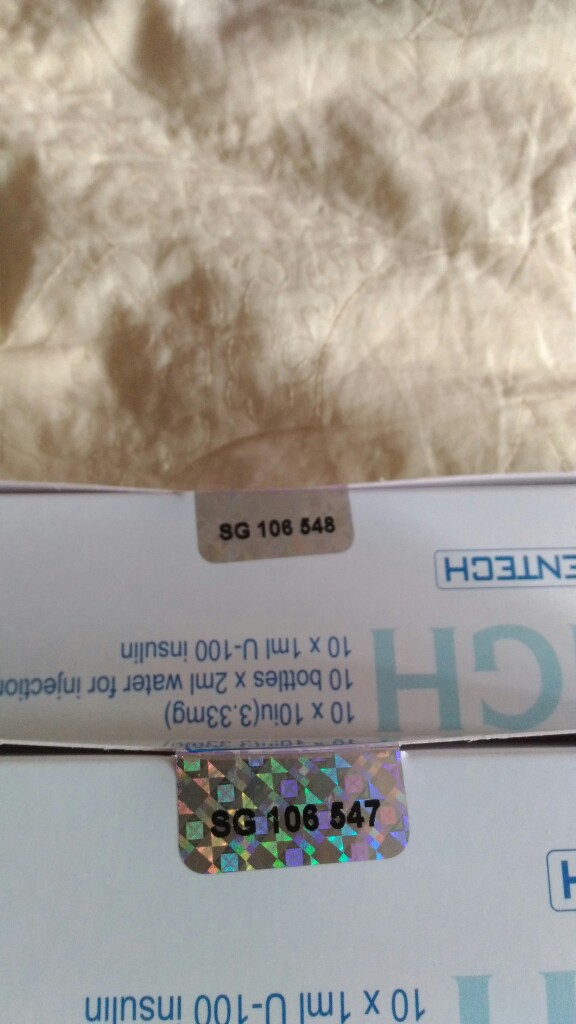 SG 106 548
ENTECH
GH
10 x 10iu(3.33mg)
10 bottles x 2ml water for injection
10 x 1ml U-100 insulin
SG 106 547
H
H
10 x 1ml U-100 insulin